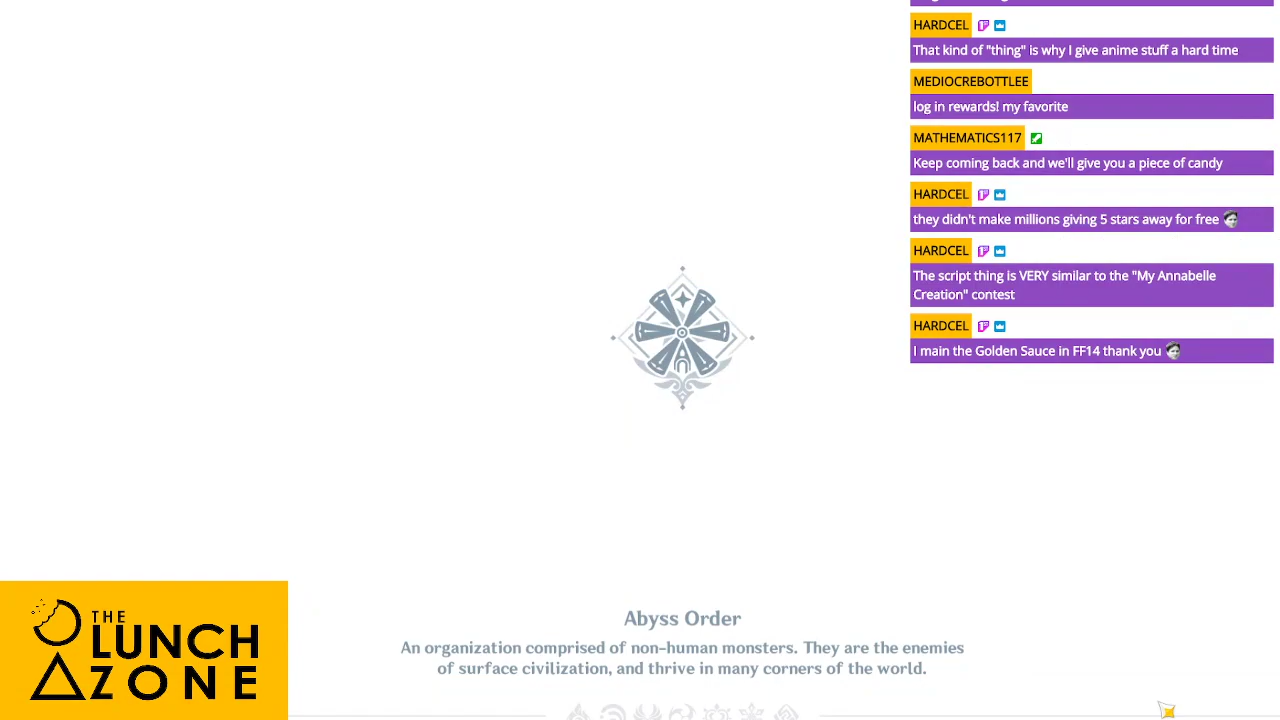 HARDCEL
That kind of "thing" is why I give anime stuff a hard time
MEDIOCREBOTTLEE
log in rewards! my favorite
MATHEMATICS117
Keep coming back and we'll give you a piece of candy
HARDCEL
they didn't make millions giving 5 stars away for free
HARDCEL
The script thing is VERY similar to the "My Annabelle
Creation" contest
HARDCEL
I main the Golden Sauce in FF14 thank you
Abyss Order
An organization comprised of non-human monsters. They are the enemies
of surface civilization, and thrive in many corners of the world.
THE
LUNCH
ZONE